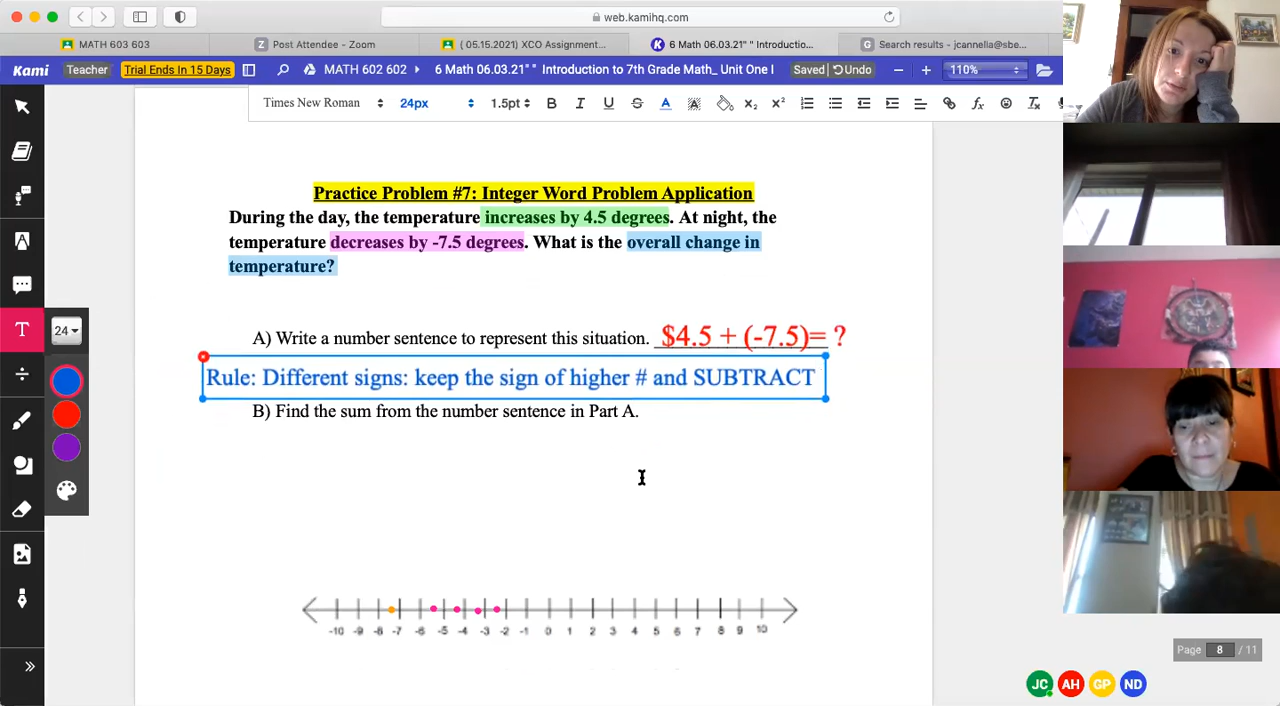 web.kamihq.com
MATH 603 603
Post Attendee - Zoom
( 05.15.2021) XCO Assignment...
6 Math 06.03.21" " Introductio...
Search results - jcannella@sbe...
Kami
Teacher
Trial Ends In 15 Days
MATH 602 602
6 Math 06.03.21" " Introduction to 7th Grade Math_ Unit One I
Saved
Undo
110%
Times New Roman
24px
1.5pt
B I U S A
Practice Problem #7: Integer Word Problem Application
During the day, the temperature increases by 4.5 degrees. At night, the
temperature decreases by -7.5 degrees. What is the overall change in
temperature?
A) Write a number sentence to represent this situation. $4.5 + (-7.5)= ?
Rule: Different signs: keep the sign of higher # and SUBTRACT
B) Find the sum from the number sentence in Part A.
24
-10 -9 -8 -7 -6 -5 -4 -3 -2 -1 0 1 2 3 4 5 6 7 8 9 10
Page 8 / 11
JC AH GP ND